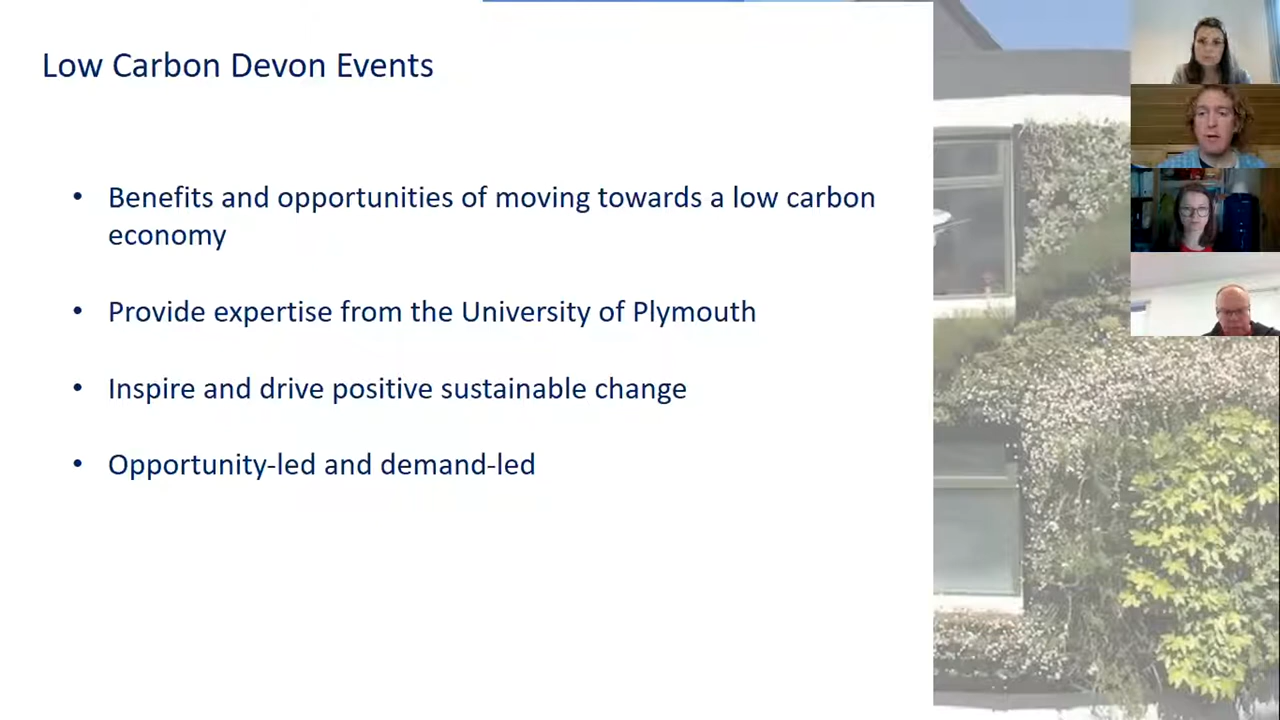 Low Carbon Devon Events
• Benefits and opportunities of moving towards a low carbon
economy
• Provide expertise from the University of Plymouth
• Inspire and drive positive sustainable change
• Opportunity-led and demand-led